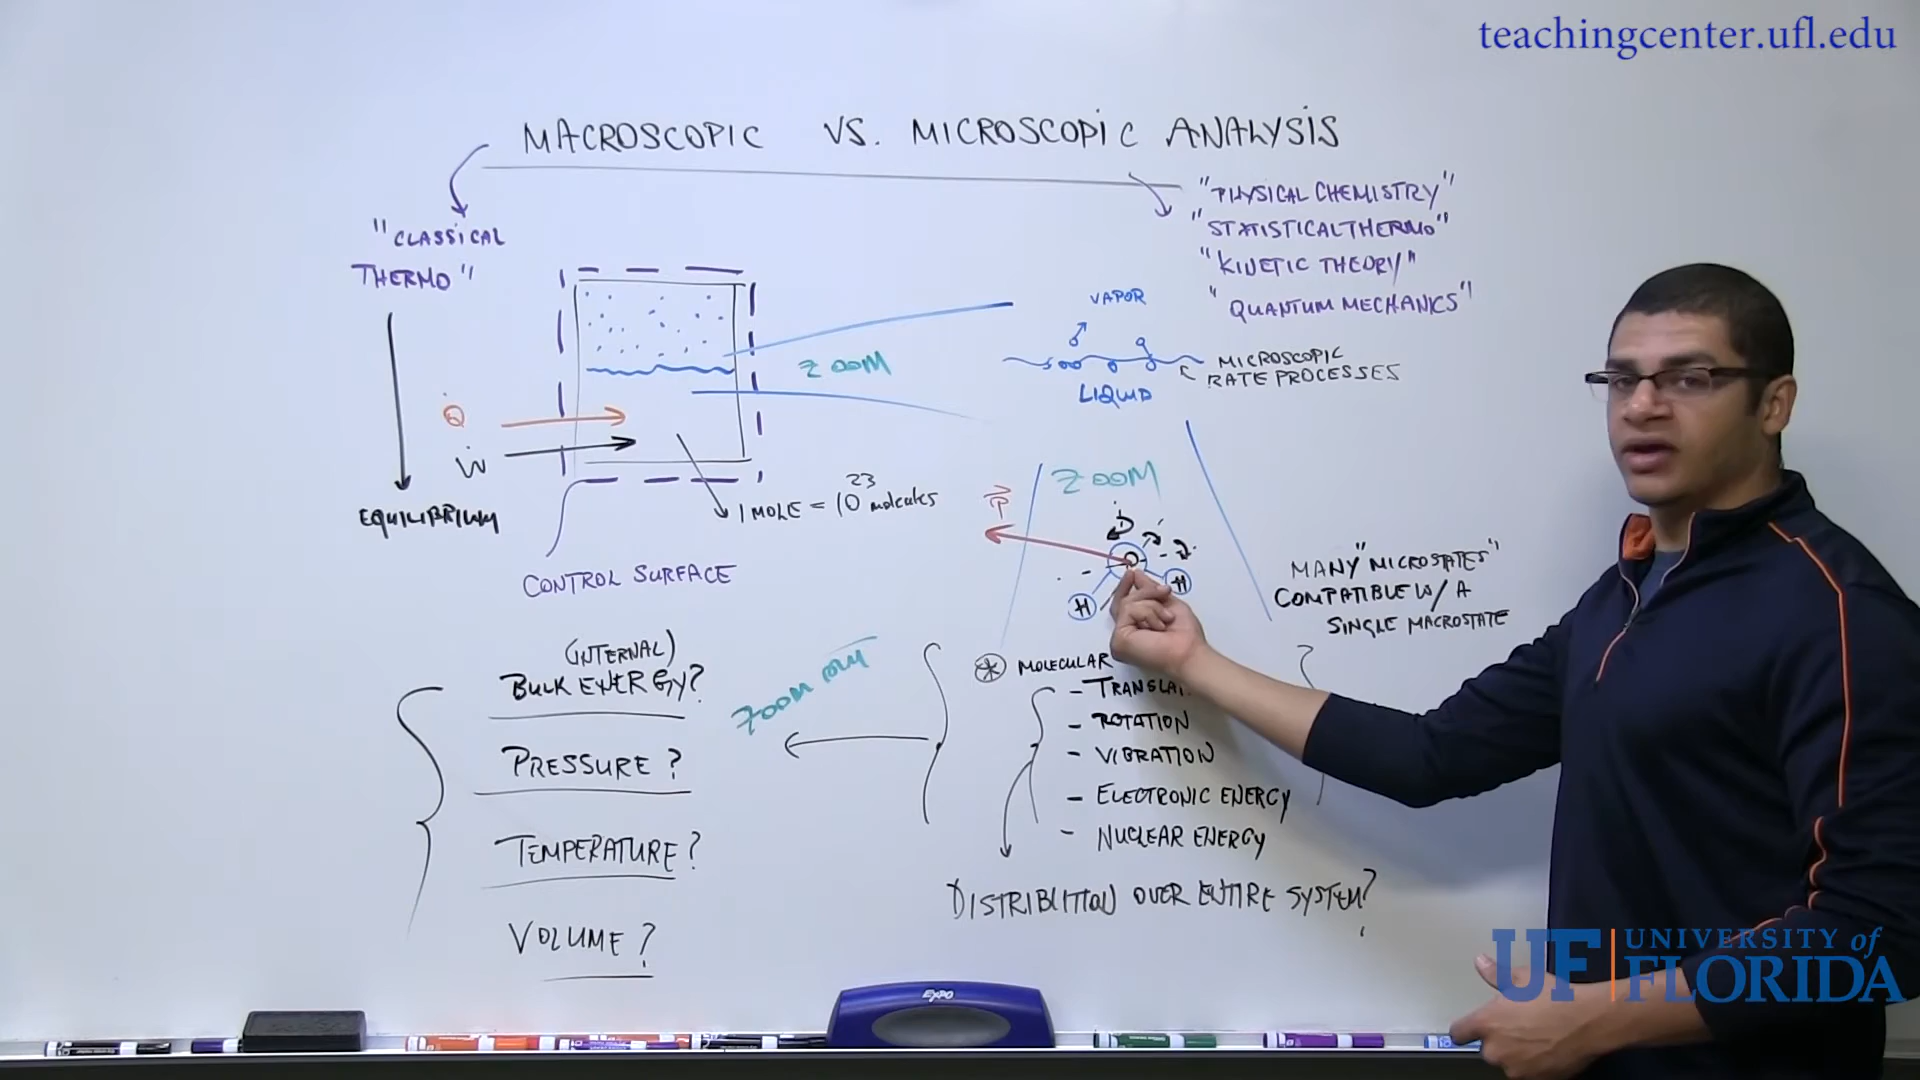 teachingcenter.ufl.edu
MACROSCOPIC VS. MICROSCOPIC ANALYSIS
"CLASSICAL
THERMO"
EQUILIBRIUM
Q̇
Ẇ
ZOOM
1 MOLE = 10^23 molecules
CONTROL SURFACE
"PHYSICAL CHEMISTRY"
"STATISTICAL THERMO"
"KINETIC THEORY"
"QUANTUM MECHANICS"
VAPOR
LIQUID
MICROSCOPIC
RATE PROCESSES
ZOOM
O
H
H
MANY "MICROSTATES"
COMPATIBLE W/ A
SINGLE MACROSTATE
(INTERNAL)
BULK ENERGY?
PRESSURE?
TEMPERATURE?
VOLUME?
ZOOM OUT
* MOLECULAR
- ROTATION
- VIBRATION
- ELECTRONIC ENERGY
- NUCLEAR ENERGY
DISTRIBUTION OVER ENTIRE SYSTEM?
EXPO
UF UNIVERSITY of
FLORIDA